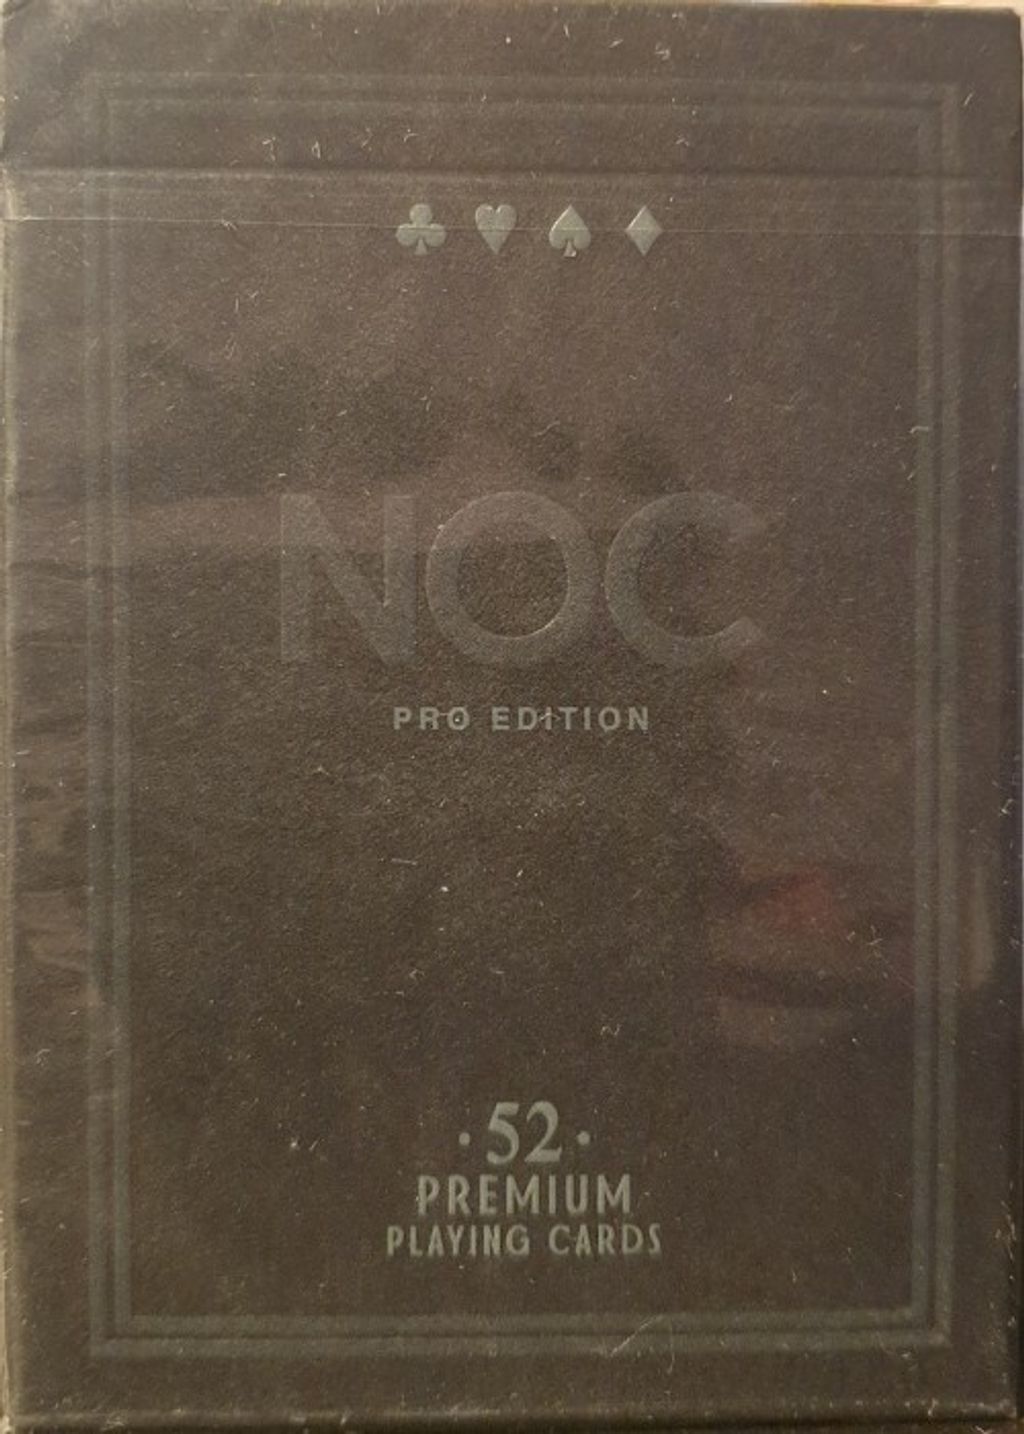 NOC
PRO EDITION
·52·
PREMIUM
PLAYING CARDS